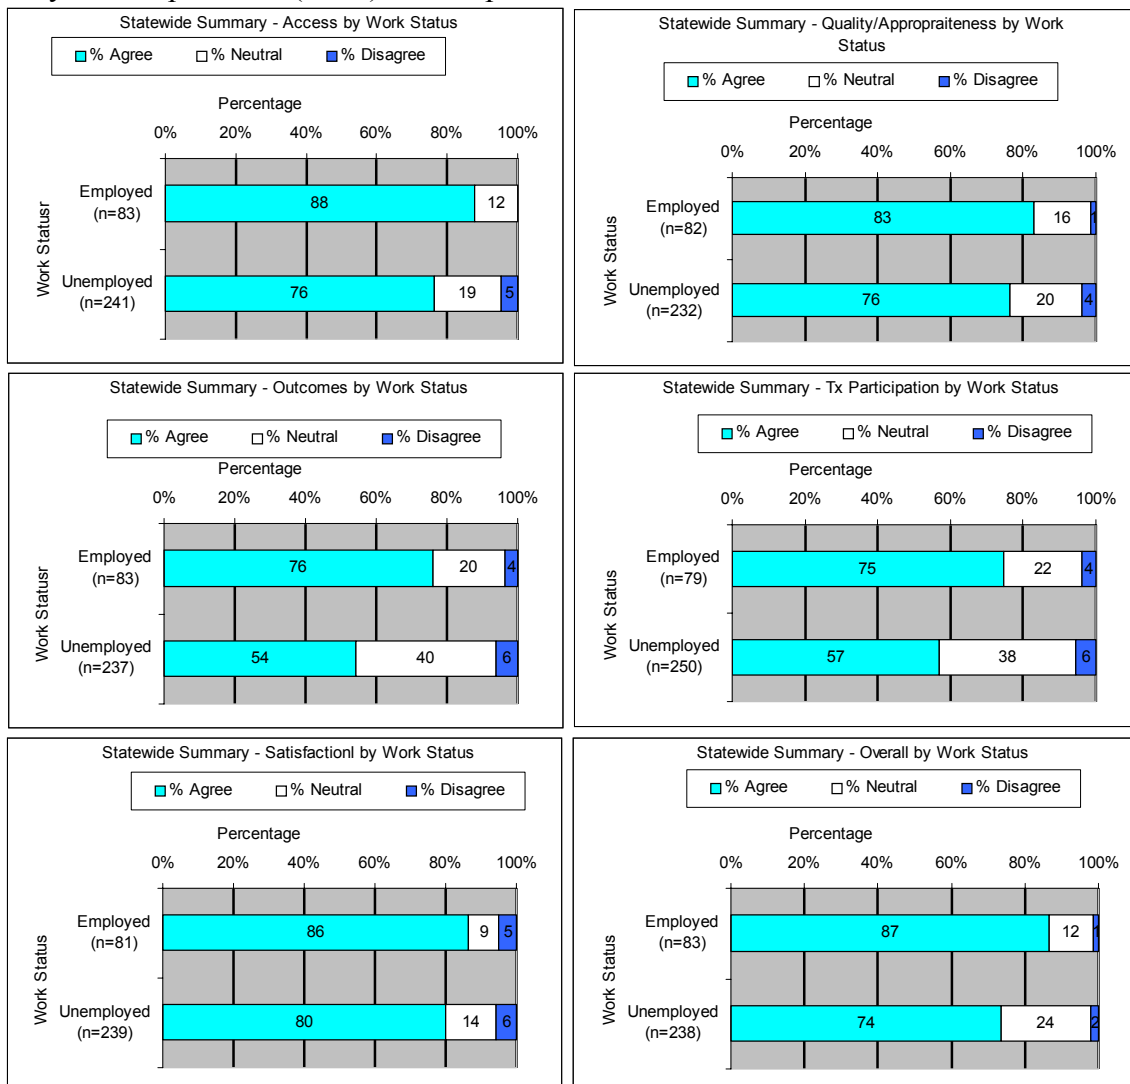 Statewide Summary - Access by Work Status
% Agree % Neutral % Disagree
Percentage
0% 20% 40% 60% 80% 100%
Work Statusr
Employed
(n=83)
88 12
Unemployed
(n=241)
76 19 5
Statewide Summary - Quality/Appropraiteness by Work
Status
% Agree % Neutral % Disagree
Percentage
0% 20% 40% 60% 80% 100%
Work Status
Employed
(n=82)
83 16 1
Unemployed
(n=232)
76 20 4
Statewide Summary - Outcomes by Work Status
% Agree % Neutral % Disagree
Percentage
0% 20% 40% 60% 80% 100%
Work Statusr
Employed
(n=83)
76 20 4
Unemployed
(n=237)
54 40 6
Statewide Summary - Tx Participation by Work Status
% Agree % Neutral % Disagree
Percentage
0% 20% 40% 60% 80% 100%
Work Status
Employed
(n=79)
75 22 4
Unemployed
(n=250)
57 38 6
Statewide Summary - Satisfactionl by Work Status
% Agree % Neutral % Disagree
Percentage
0% 20% 40% 60% 80% 100%
Work Status
Employed
(n=81)
86 9 5
Unemployed
(n=239)
80 14 6
Statewide Summary - Overall by Work Status
% Agree % Neutral % Disagree
Percentage
0% 20% 40% 60% 80% 100%
Work Status
Employed
(n=83)
87 12 1
Unemployed
(n=238)
74 24 2